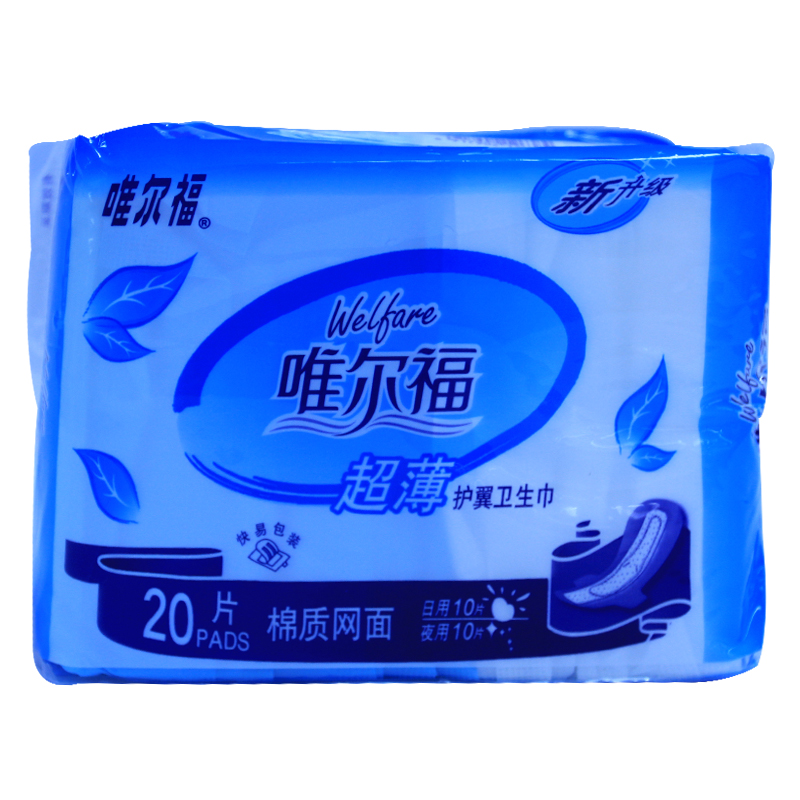 唯尔福®
新升级
Welfare
唯尔福
超薄 护翼卫生巾
快易包装
20片
PADS
棉质网面
日用10片
夜用10片
Welfare